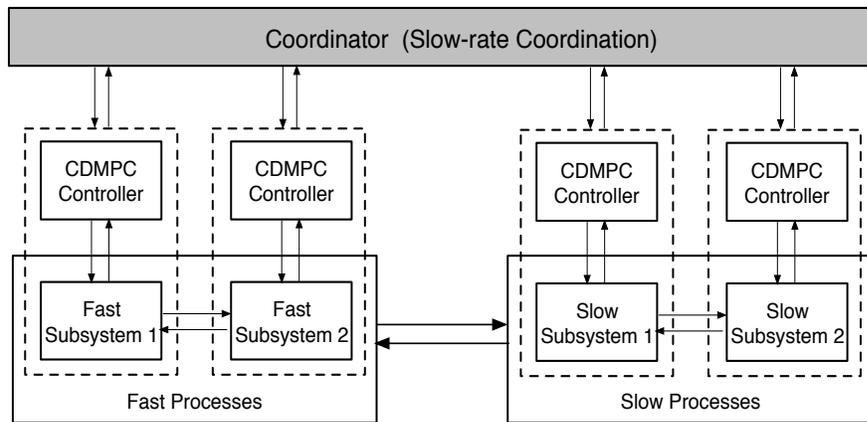 Coordinator (Slow-rate Coordination)
CDMPC
Controller
CDMPC
Controller
CDMPC
Controller
CDMPC
Controller
Fast
Subsystem 1
Fast
Subsystem 2
Slow
Subsystem 1
Slow
Subsystem 2
Fast Processes
Slow Processes